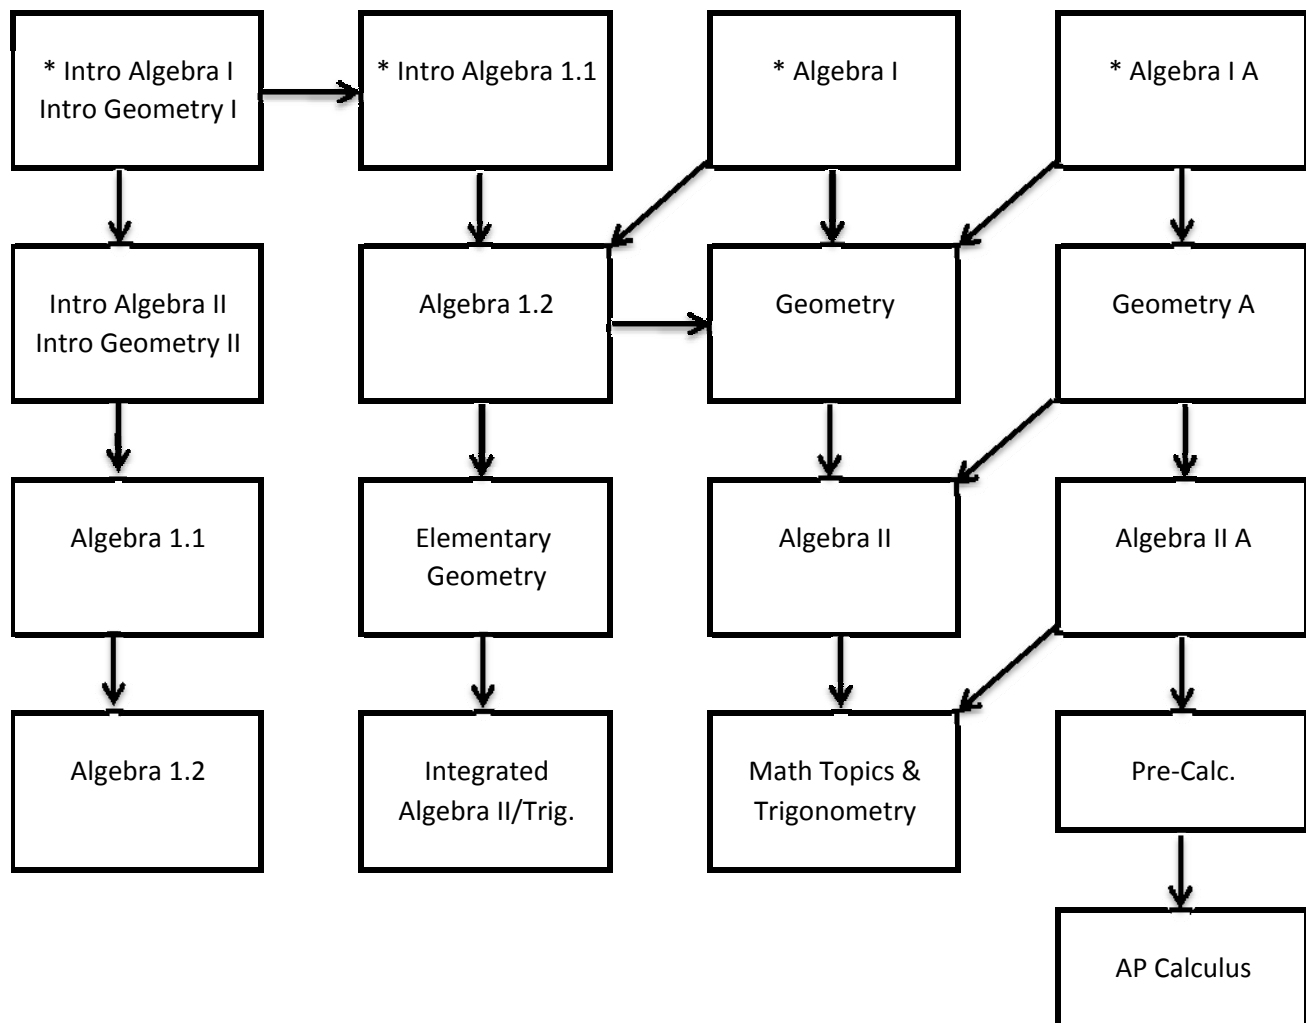 * Intro Algebra I
Intro Geometry I
* Intro Algebra 1.1
* Algebra I
* Algebra I A
Intro Algebra II
Intro Geometry II
Algebra 1.2
Geometry
Geometry A
Algebra 1.1
Elementary
Geometry
Algebra II
Algebra II A
Algebra 1.2
Integrated
Algebra II/Trig.
Math Topics &
Trigonometry
Pre-Calc.
AP Calculus